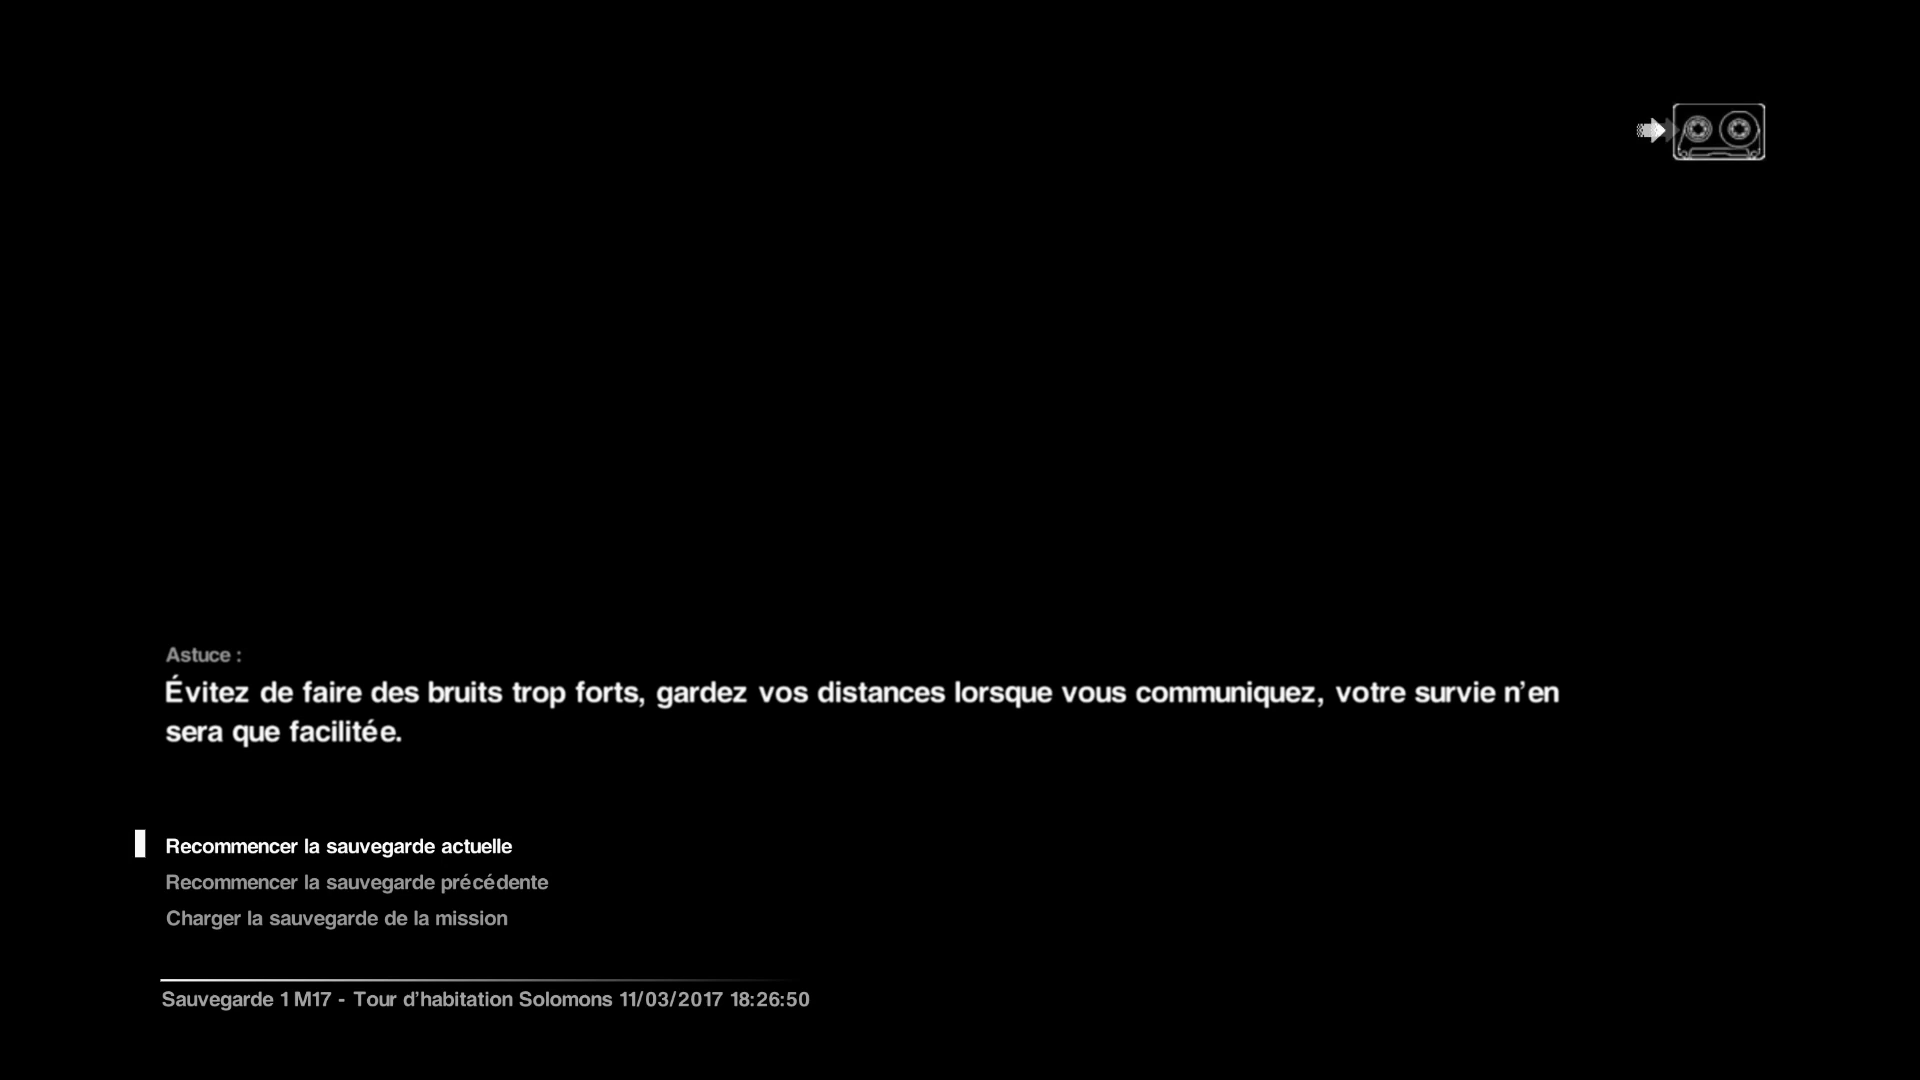 Astuce :
Évitez de faire des bruits trop forts, gardez vos distances lorsque vous communiquez, votre survie n’en
sera que facilitée.
Recommencer la sauvegarde actuelle
Recommencer la sauvegarde précédente
Charger la sauvegarde de la mission
Sauvegarde 1 M17 - Tour d’habitation Solomons 11/03/2017 18:26:50